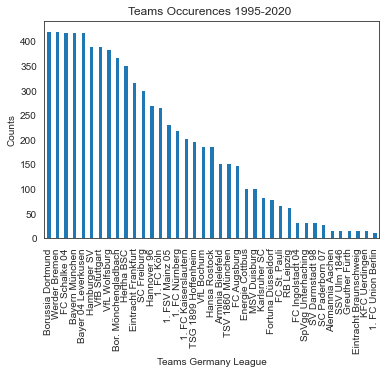 Teams Occurences 1995-2020
Counts
400
350
300
250
200
150
100
50
0
Borussia Dortmund
Werder Bremen
FC Schalke 04
Bayern München
Bayer 04 Leverkusen
Hamburger SV
VfB Stuttgart
VfL Wolfsburg
Bor. Mönchengladbach
Hertha BSC
Eintracht Frankfurt
SC Freiburg
Hannover 96
1. FC Köln
1. FSV Mainz 05
1. FC Nürnberg
1. FC Kaiserslautern
TSG 1899 Hoffenheim
VfL Bochum
Hansa Rostock
Arminia Bielefeld
TSV 1860 München
FC Augsburg
Energie Cottbus
MSV Duisburg
Karlsruher SC
Fortuna Düsseldorf
FC St. Pauli
RB Leipzig
FC Ingolstadt 04
SpVgg Unterhaching
SV Darmstadt 98
SC Paderborn 07
Alemannia Aachen
SSV Ulm 1846
Greuther Fürth
Eintracht Braunschweig
KFC Uerdingen
1. FC Union Berlin
Teams Germany League